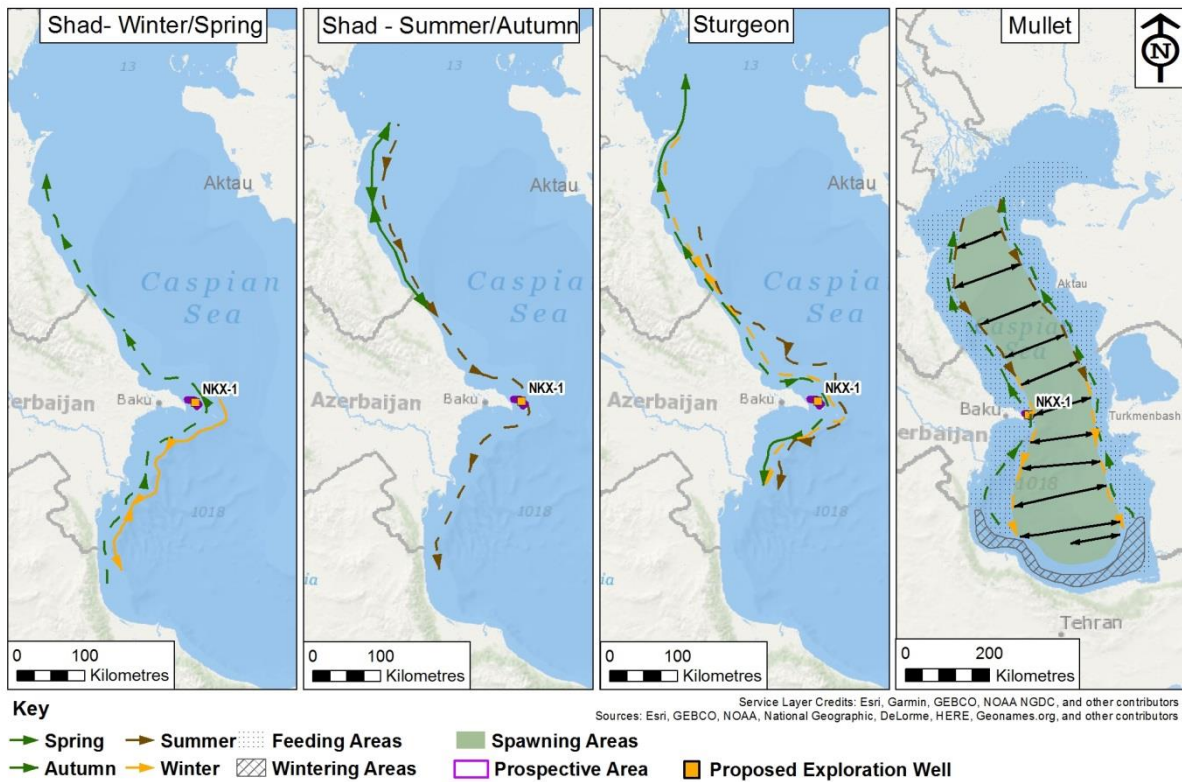 Shad- Winter/Spring
13
Aktau
Caspian
Sea
NKX-1
Azerbaijan
Baku
1018
0 100
Kilometres
Shad - Summer/Autumn
13
Aktau
Caspian
Sea
NKX-1
Azerbaijan
Baku
1018
0 100
Kilometres
Sturgeon
13
Aktau
Caspian
Sea
NKX-1
Azerbaijan
Baku
1018
0 100
Kilometres
Mullet
N
Aktau
Caspian
Sea
NKX-1
Baku
Turkmenbash
erbaijan
1018
Tehran
0 200
Kilometres
Service Layer Credits: Esri, Garmin, GEBCO, NOAA NGDC, and other contributors
Sources: Esri, GEBCO, NOAA, National Geographic, DeLorme, HERE, Geonames.org, and other contributors
Key
Spring Summer Feeding Areas Spawning Areas
Autumn Winter Wintering Areas Prospective Area Proposed Exploration Well